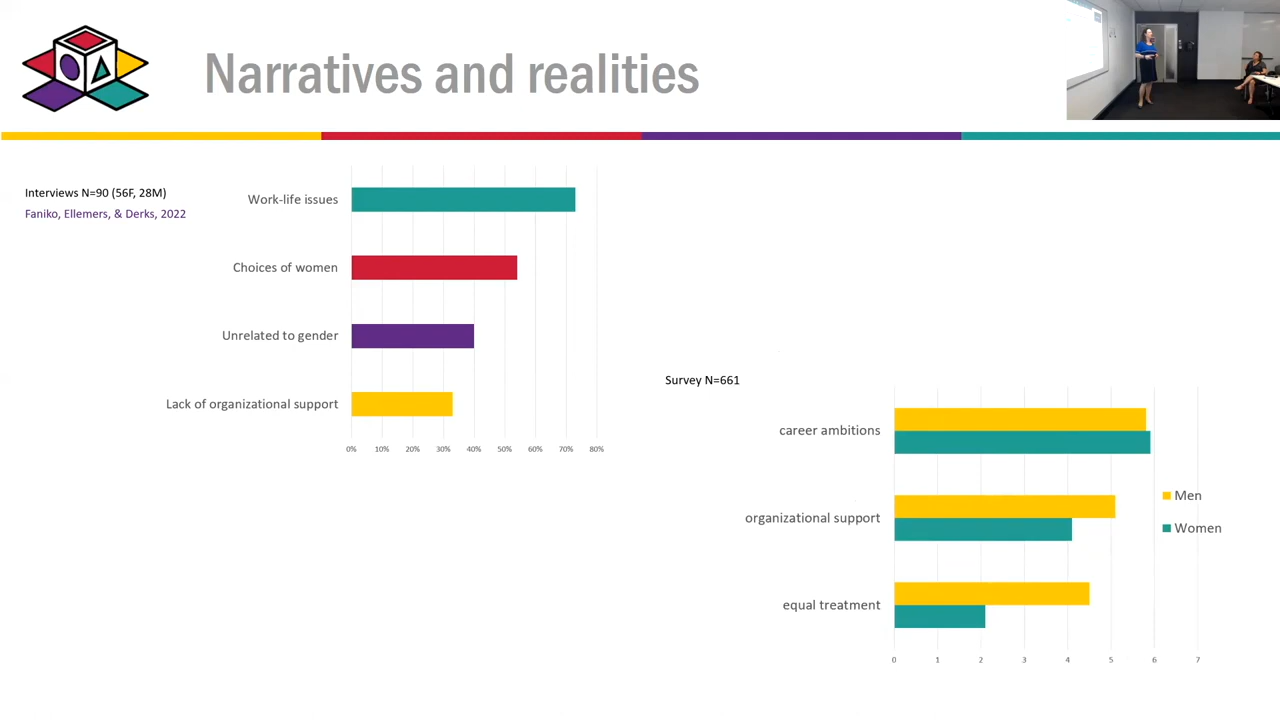 Narratives and realities
Interviews N=90 (56F, 28M)
Faniko, Ellemers, & Derks, 2022
Work-life issues
Choices of women
Unrelated to gender
Lack of organizational support
0% 10% 20% 30% 40% 50% 60% 70% 80%
Survey N=661
career ambitions
organizational support
equal treatment
Men
Women
0 1 2 3 4 5 6 7